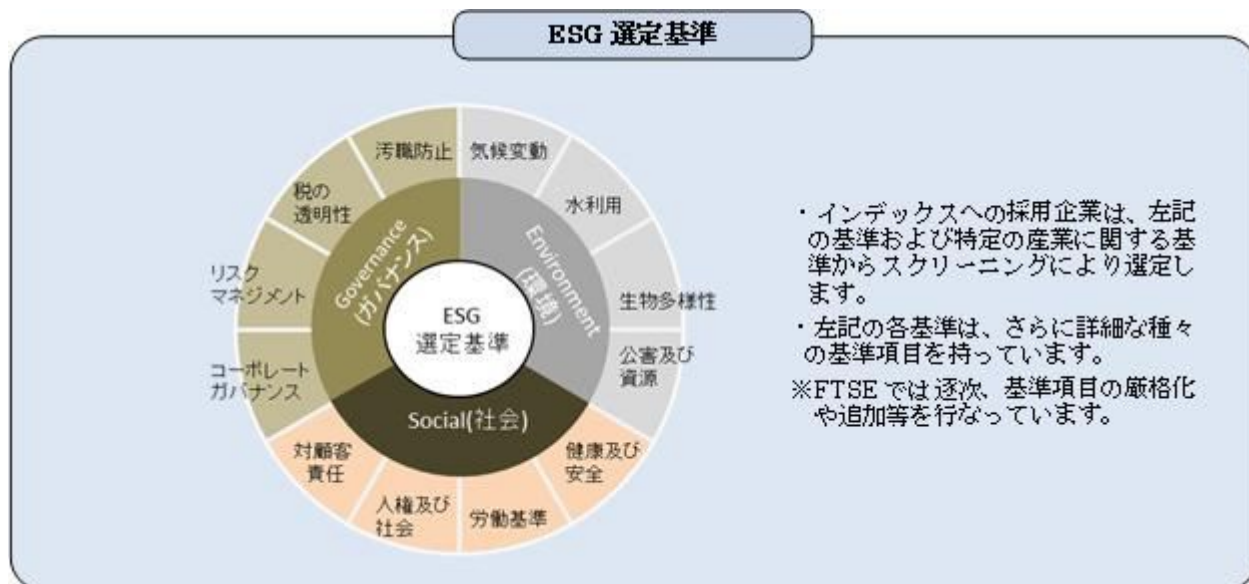 ESG 選定基準
汚職防止
気候変動
税の
透明性
水利用
リスク
マネジメント
生物多様性
コーポレート
ガバナンス
公害及び
資源
対顧客
責任
健康及び
安全
人権及び
社会
労働基準
Governance
(ガバナンス)
Environment
(環境)
Social(社会)
ESG
選定基準
・インデックスへの採用企業は、左記
の基準および特定の産業に関する基
準からスクリーニングにより選定し
ます。
・左記の各基準は、さらに詳細な種々
の基準項目を持っています。
※FTSEでは逐次、基準項目の厳格化
や追加等を行なっています。